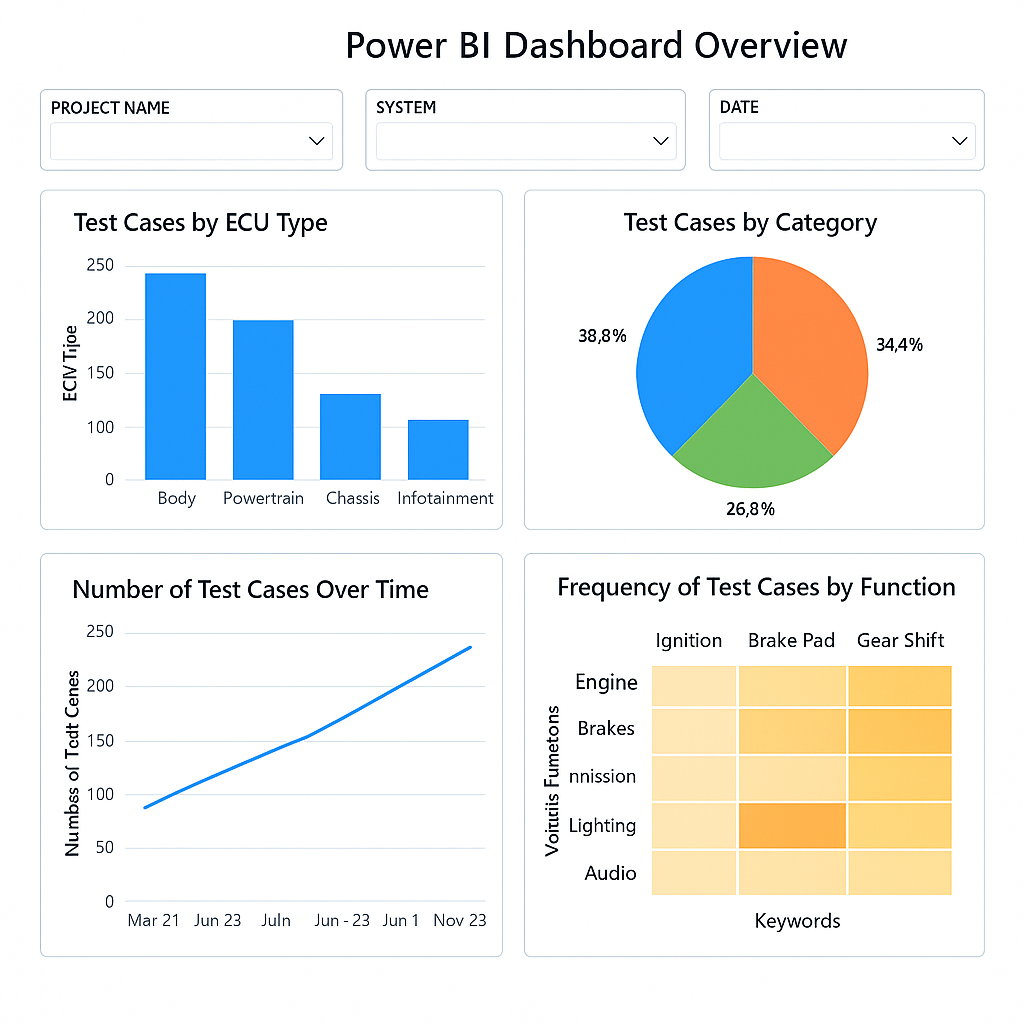 Power BI Dashboard Overview
PROJECT NAME
SYSTEM
DATE
Test Cases by ECU Type
250
200
150
100
0
Body Powertrain Chassis Infotainment
Test Cases by Category
38,8%
34,4%
26,8%
Number of Test Cases Over Time
Numbss of Tcdt Cenes
250
200
150
100
50
0
Mar 21 Jun 23 Juln Jun - 23 Jun 1 Nov 23
Frequency of Test Cases by Function
Ignition Brake Pad Gear Shift
Engine
Brakes
nnission
Lighting
Audio
Keywords